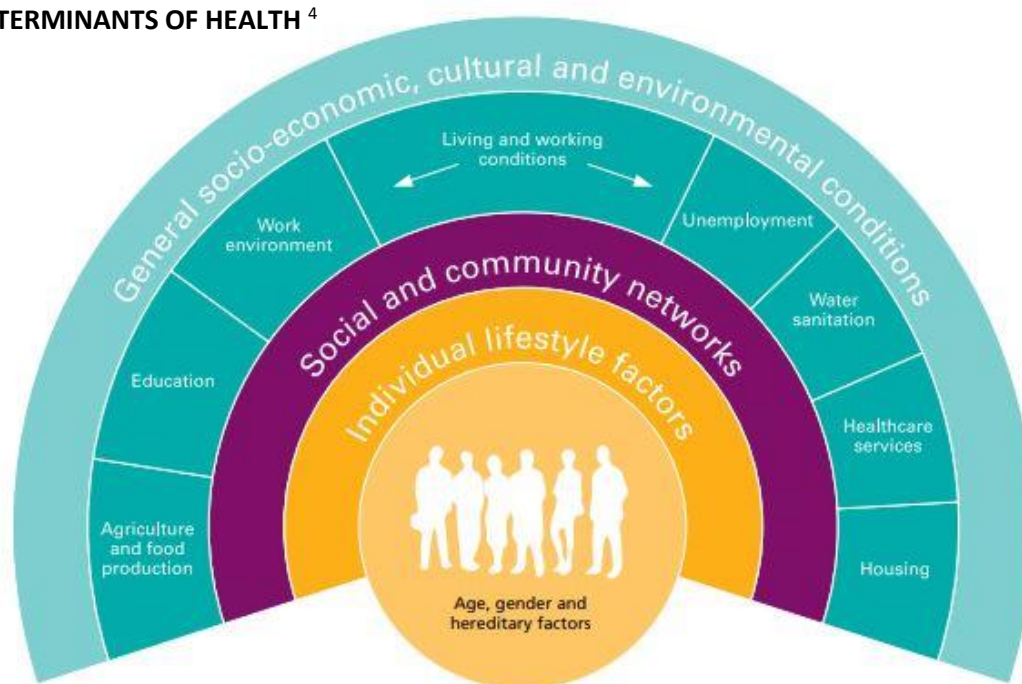 TERMINANTS OF HEALTH 4
General socio-economic, cultural and environmental conditions
Living and working
conditions
Work
environment
Unemployment
Education
Water
sanitation
Agriculture
and food
production
Healthcare
services
Housing
Social and community networks
Individual lifestyle factors
Age, gender and
hereditary factors